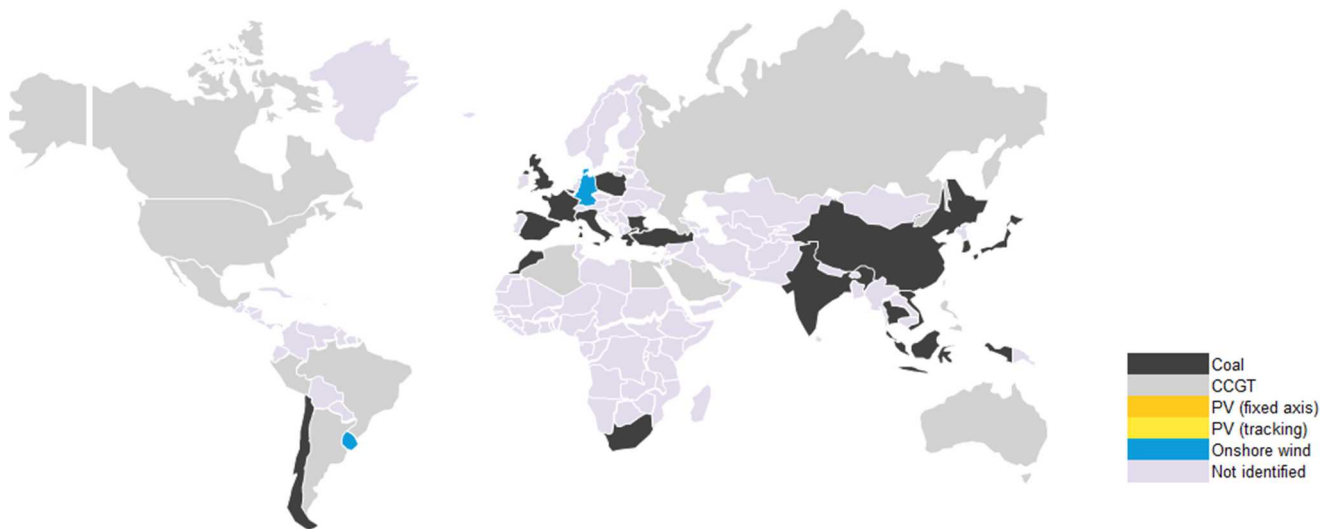 Coal
CCGT
PV (fixed axis)
PV (tracking)
Onshore wind
Not identified